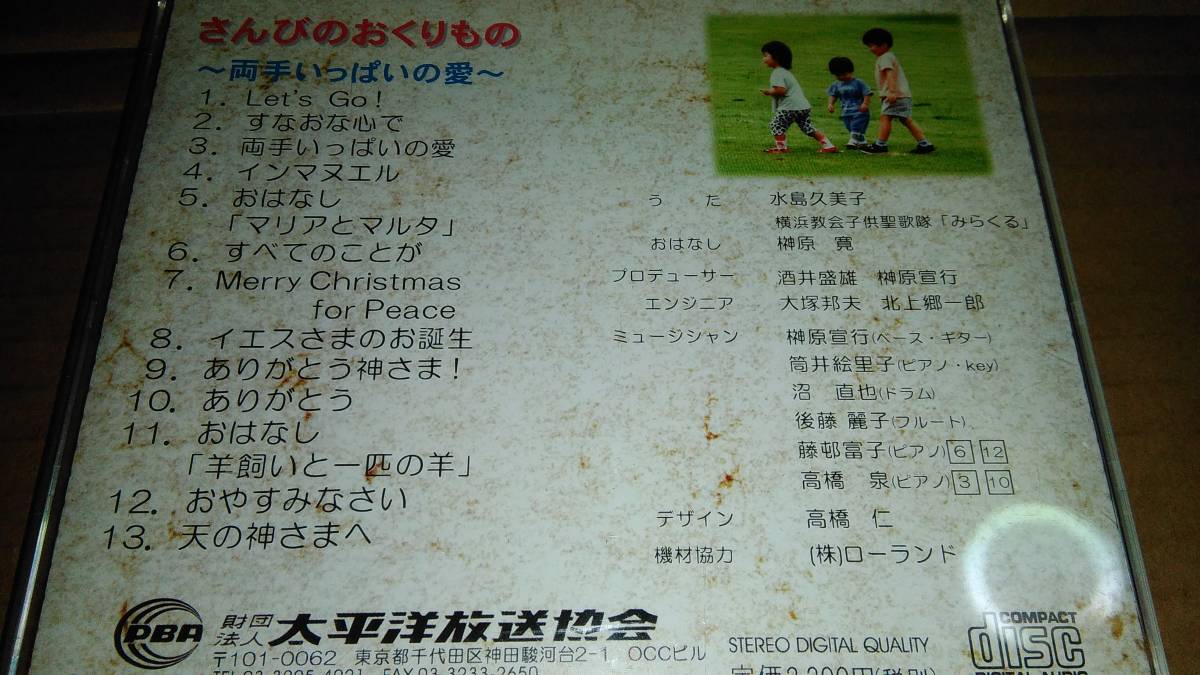 さんびのおくりもの
～両手いっぱいの愛～
1. Let's Go!
2. すなおな心で
3. 両手いっぱいの愛
4. インマヌエル
5. おはなし
「マリアとマルタ」
6. すべてのことが
7. Merry Christmas
for Peace
8. イエスさまのお誕生
9. ありがとう神さま!
10. ありがとう
11. おはなし
「羊飼いと一匹の羊」
12. おやすみなさい
13. 天の神さまへ
うた 水島久美子
横浜教会子供聖歌隊「みらくる」
おはなし 榊原 寛
プロデューサー 酒井盛雄 榊原宣行
エンジニア 大塚邦夫 北上郷一郎
ミュージシャン 榊原宣行(ベース・ギター)
筒井絵里子(ピアノ・key)
沼 直也(ドラム)
後藤 麗子(フルート)
藤邨富子(ピアノ) 6 12
高橋 泉(ピアノ) 3 10
デザイン 高橋 仁
機材協力 (株)ローランド
PBA 財団法人 太平洋放送協会
〒101-0062 東京都千代田区神田駿河台2-1 OCCビル
STEREO DIGITAL QUALITY
COMPACT
disc
DIGITAL AUDIO